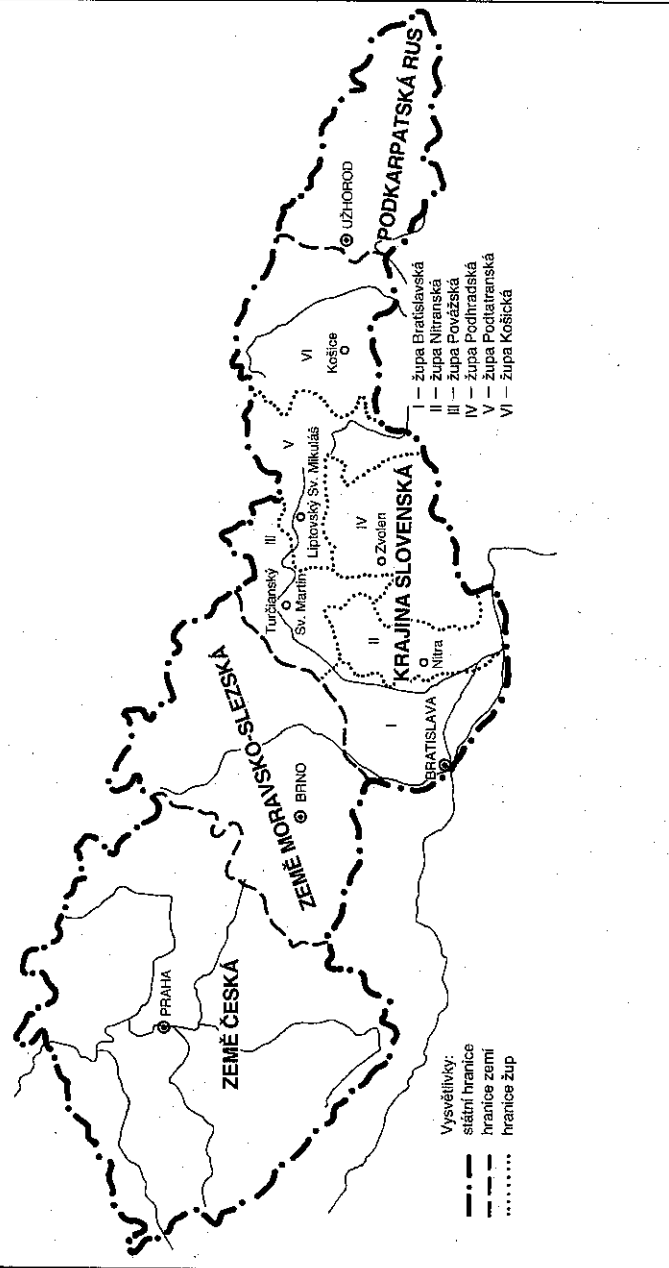 ZEMĚ ČESKÁ
PRAHA
ZEMĚ MORAVSKO-SLEZSKÁ
BRNO
KRAJINA SLOVENSKÁ
BRATISLAVA
I
II
Nitra
III
Turčianský
Sv. Martin
IV
Zvolen
V
Liptovský Sv. Mikuláš
VI
Košice
PODKARPATSKÁ RUS
UŽHOROD
I – župa Bratislavská
II – župa Nitranská
III – župa Považská
IV – župa Podhradská
V – župa Podtatranská
VI – župa Košická
Vysvětlivky:
státní hranice
hranice zemí
hranice žup